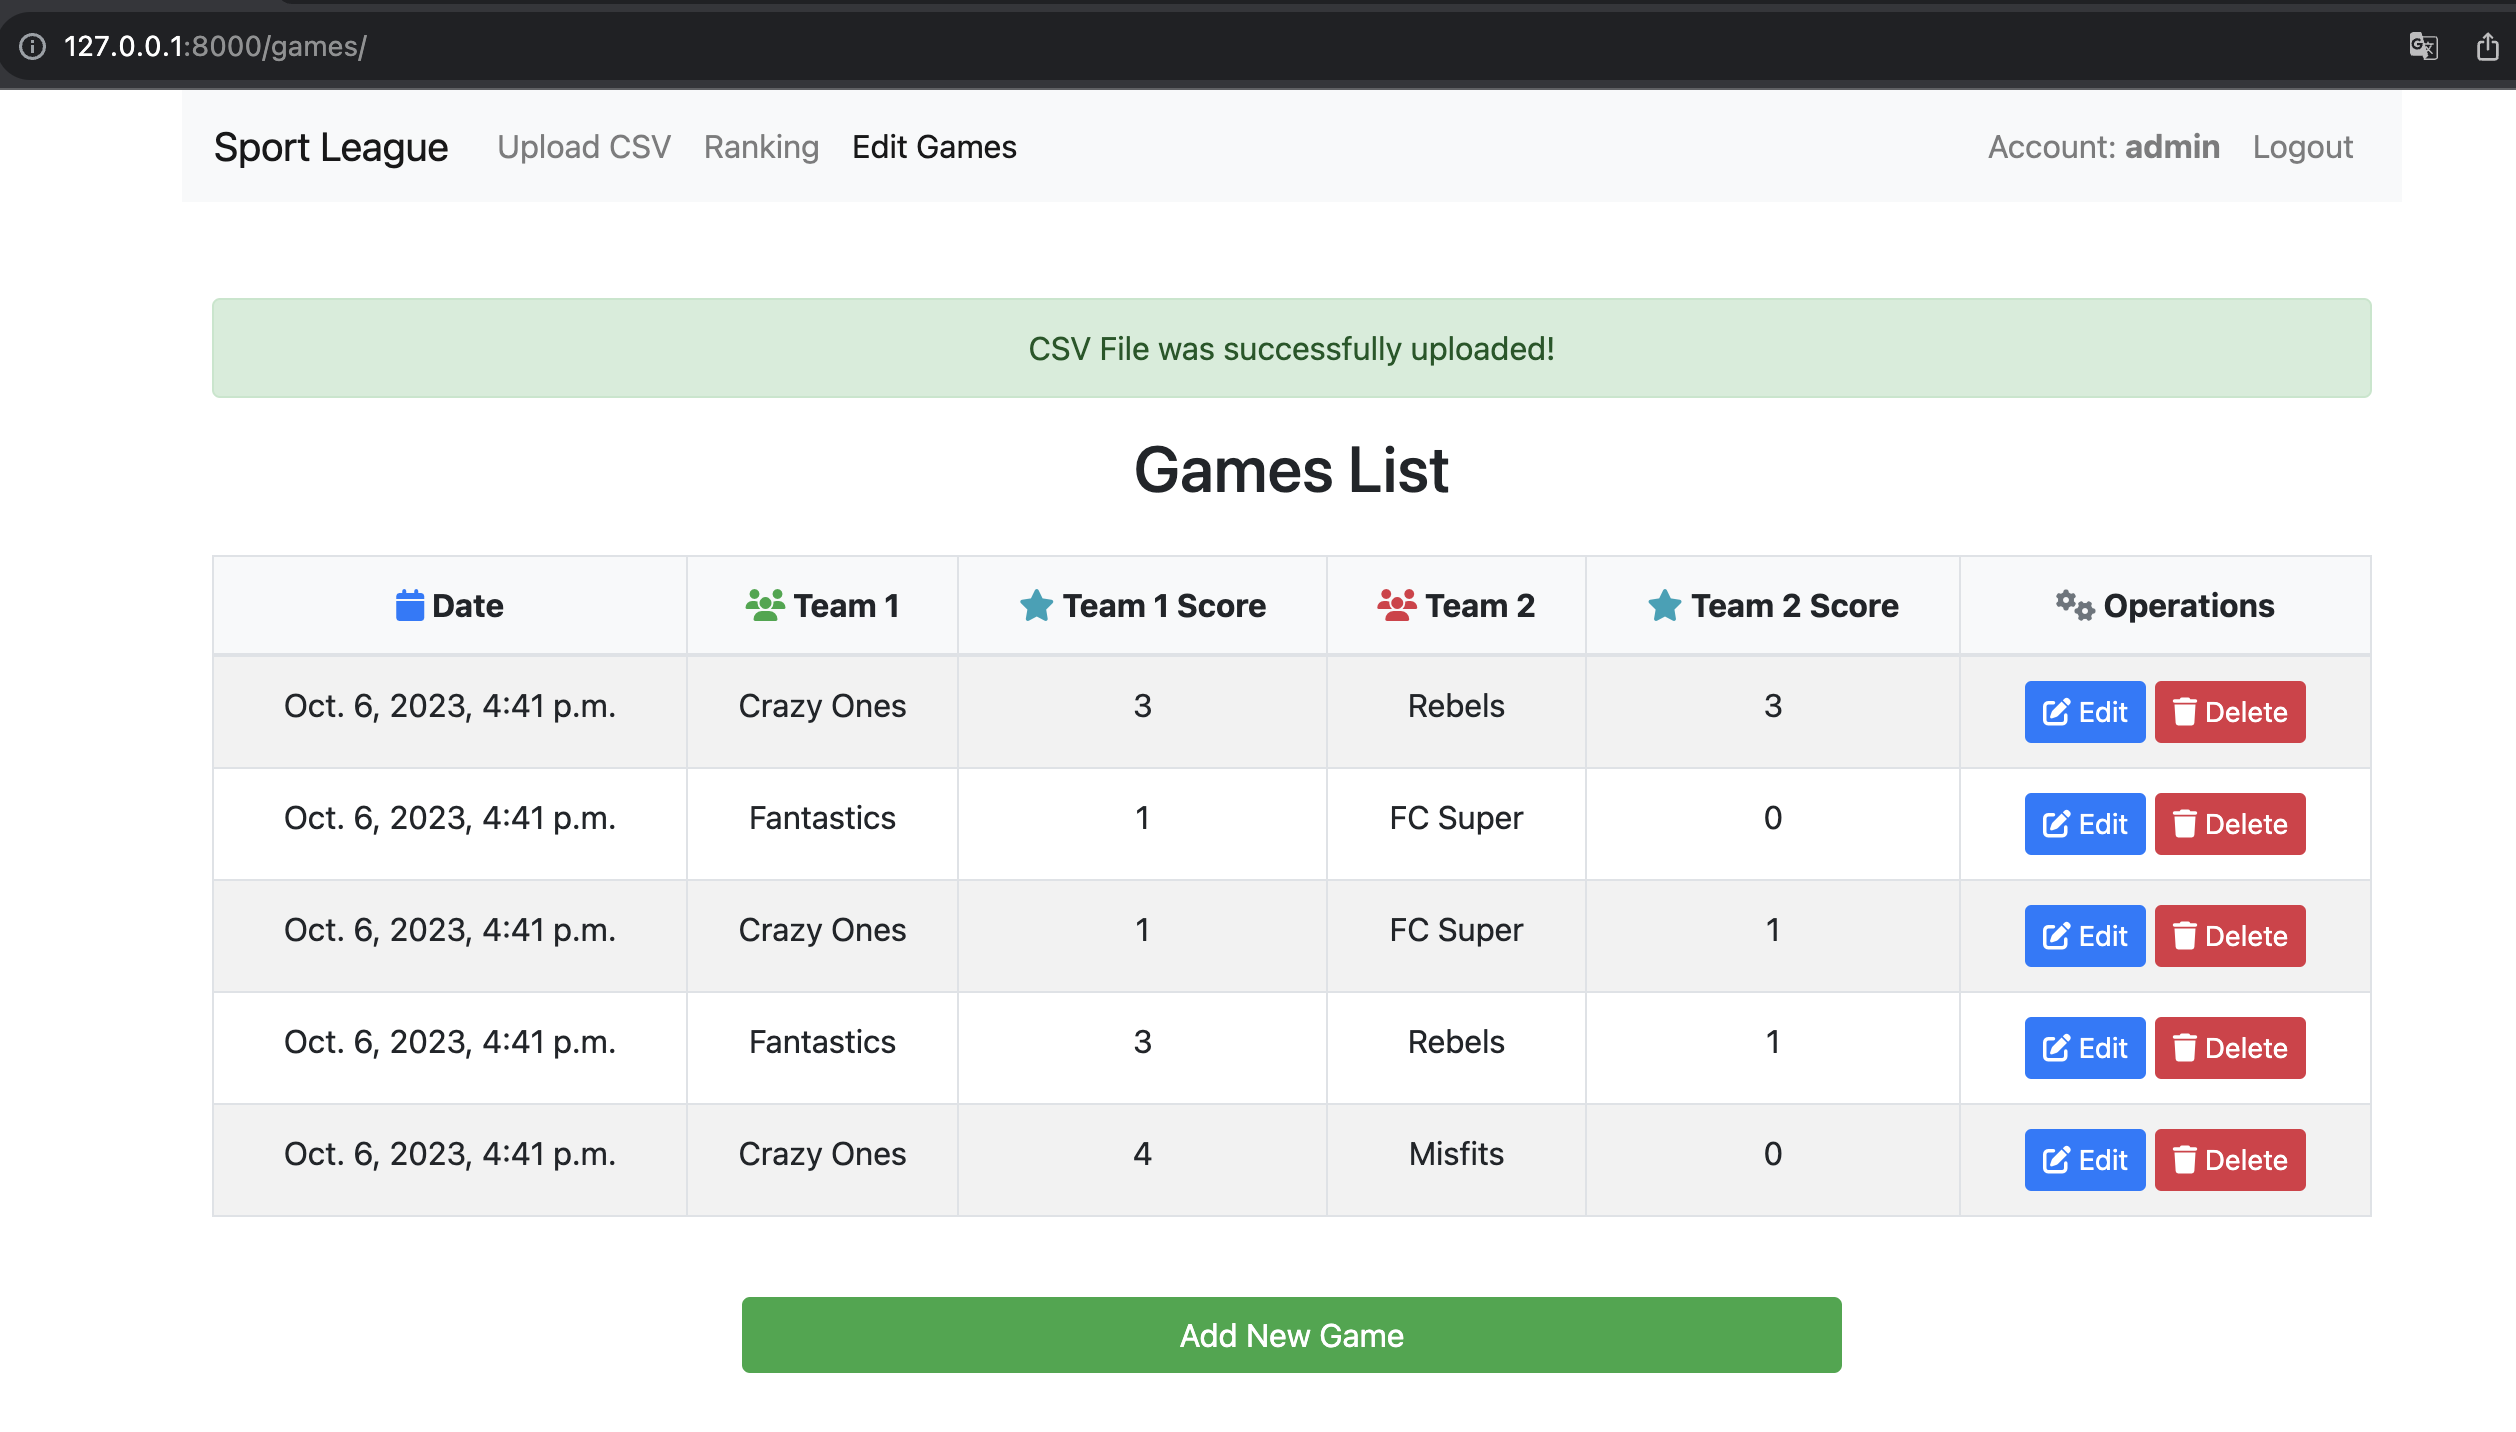 127.0.0.1:8000/games/
Sport League Upload CSV Ranking Edit Games Account: admin Logout
CSV File was successfully uploaded!
Games List
Date Team 1 Team 1 Score Team 2 Team 2 Score Operations
Oct. 6, 2023, 4:41 p.m. Crazy Ones 3 Rebels 3 Edit Delete
Oct. 6, 2023, 4:41 p.m. Fantastics 1 FC Super 0 Edit Delete
Oct. 6, 2023, 4:41 p.m. Crazy Ones 1 FC Super 1 Edit Delete
Oct. 6, 2023, 4:41 p.m. Fantastics 3 Rebels 1 Edit Delete
Oct. 6, 2023, 4:41 p.m. Crazy Ones 4 Misfits 0 Edit Delete
Add New Game